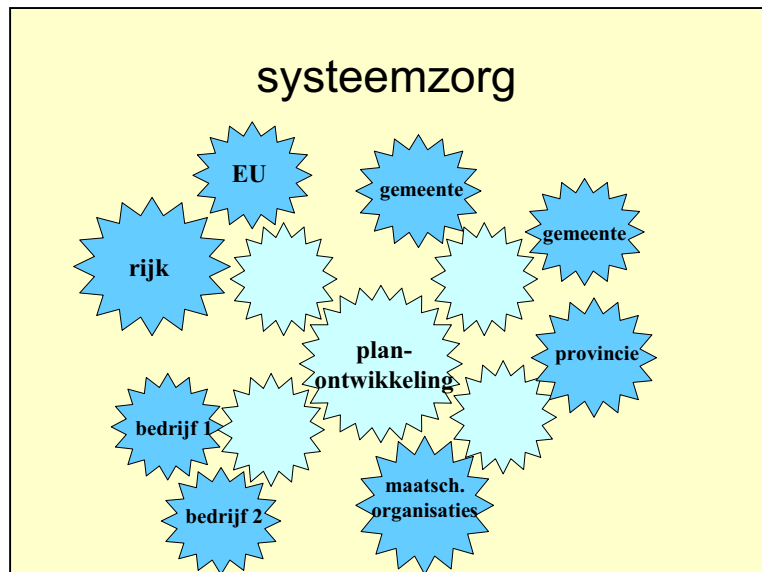 systeemzorg
EU
gemeente
gemeente
rijk
plan-
ontwikkeling
provincie
bedrijf 1
maatsch.
organisaties
bedrijf 2